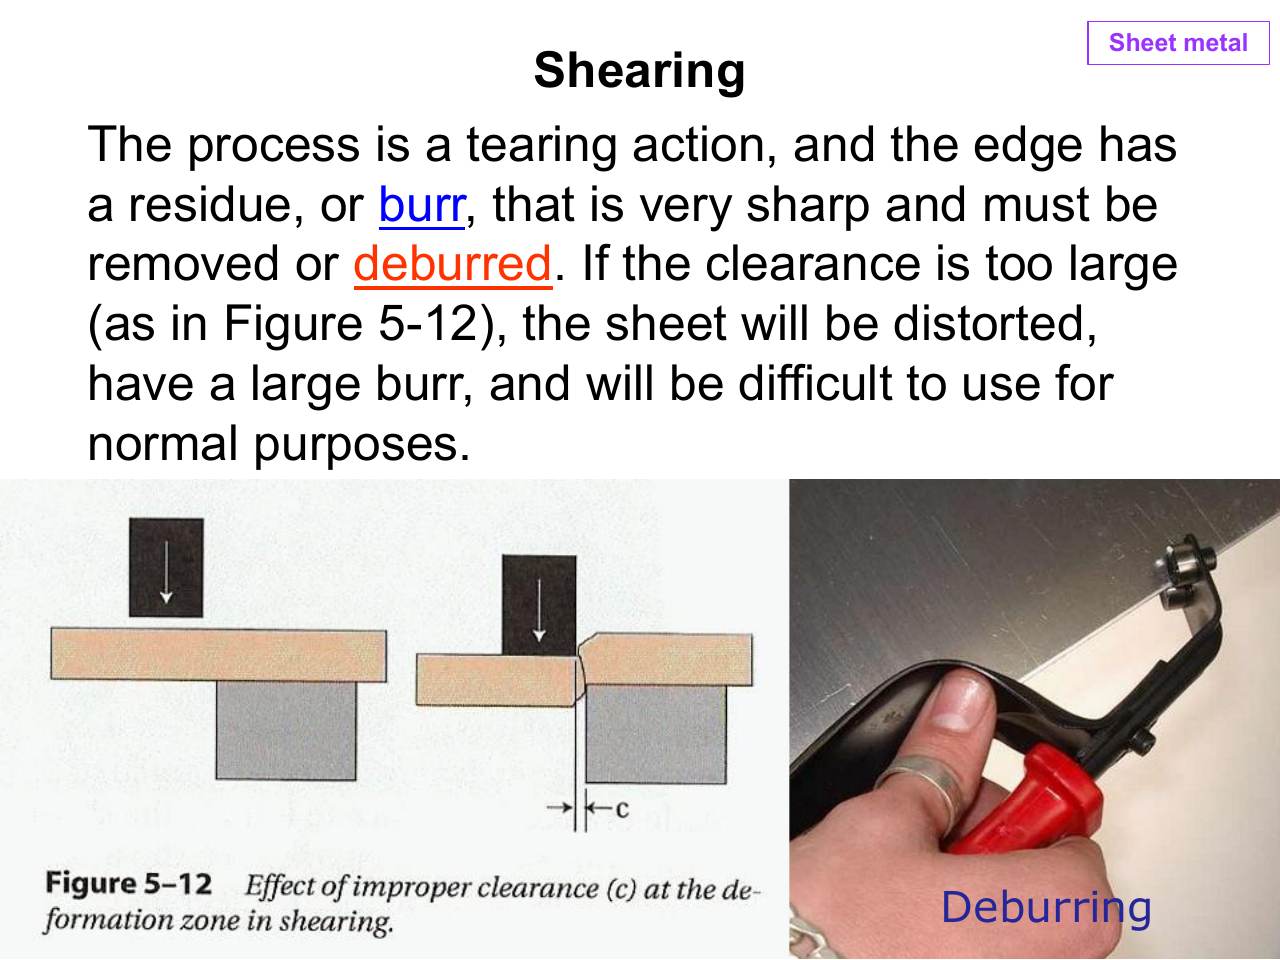 Sheet metal
Shearing
The process is a tearing action, and the edge has
a residue, or burr, that is very sharp and must be
removed or deburred. If the clearance is too large
(as in Figure 5-12), the sheet will be distorted,
have a large burr, and will be difficult to use for
normal purposes.
c
Figure 5–12 Effect of improper clearance (c) at the de-
formation zone in shearing.
Deburring